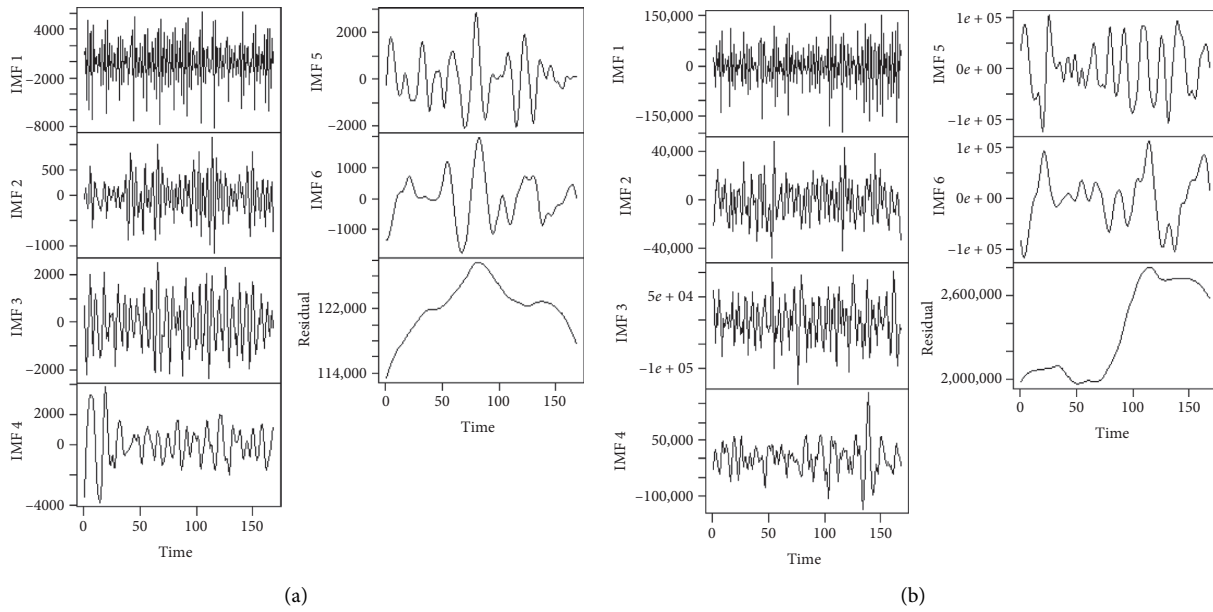 IMF 1
4000
−2000
−8000
IMF 2
500
0
−1000
IMF 3
2000
0
−2000
IMF 4
2000
0
−4000
0 50 100 150
Time
IMF 5
2000
0
−2000
IMF 6
1000
−1000
Residual
122,000
114,000
0 50 100 150
Time
(a)
IMF 1
150,000
0
−150,000
IMF 2
40,000
0
−40,000
IMF 3
5e + 04
−1e + 05
IMF 4
50,000
−100,000
0 50 100 150
Time
IMF 5
1e + 05
0e + 00
−1e + 05
IMF 6
1e + 05
0e + 00
−1e + 05
Residual
2,600,000
2,000,000
0 50 100 150
Time
(b)